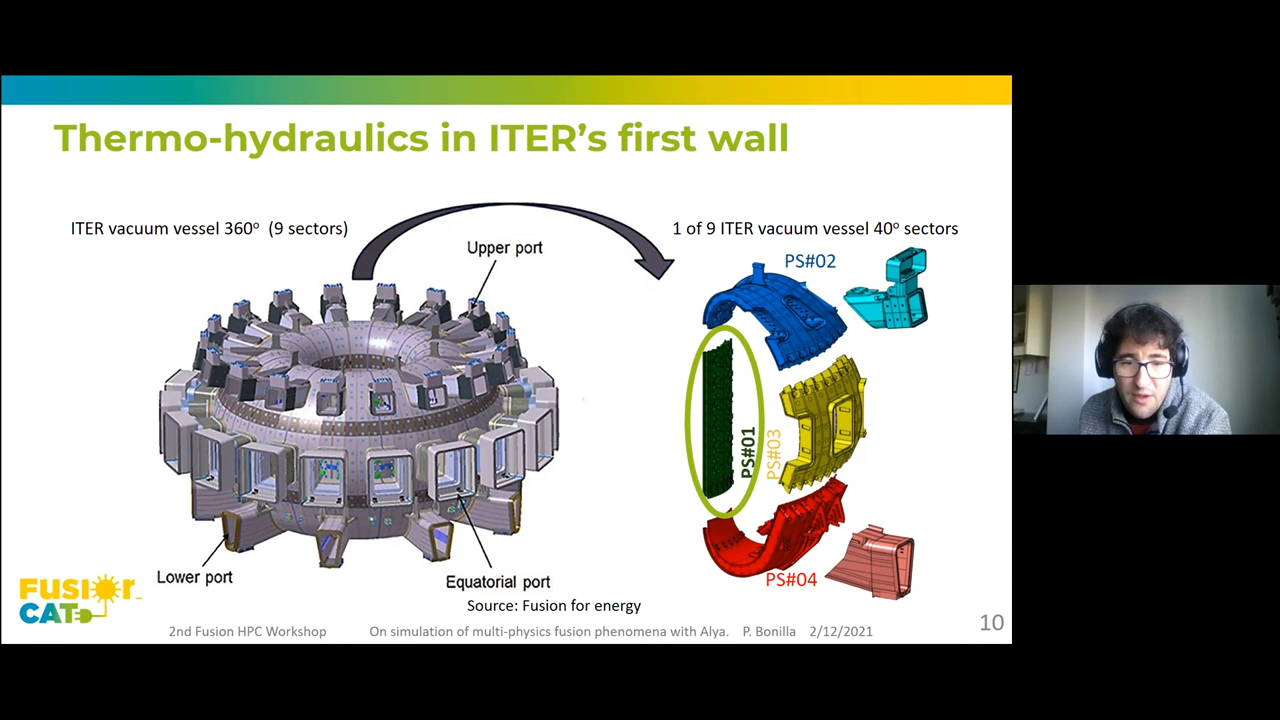 Thermo-hydraulics in ITER's first wall
ITER vacuum vessel 360º (9 sectors)
1 of 9 ITER vacuum vessel 40º sectors
Upper port
PS#02
PS#01
PS#03
PS#04
Lower port
Equatorial port
Source: Fusion for energy
FUSION
CAT
2nd Fusion HPC Workshop
On simulation of multi-physics fusion phenomena with Alya. P. Bonilla 2/12/2021
10